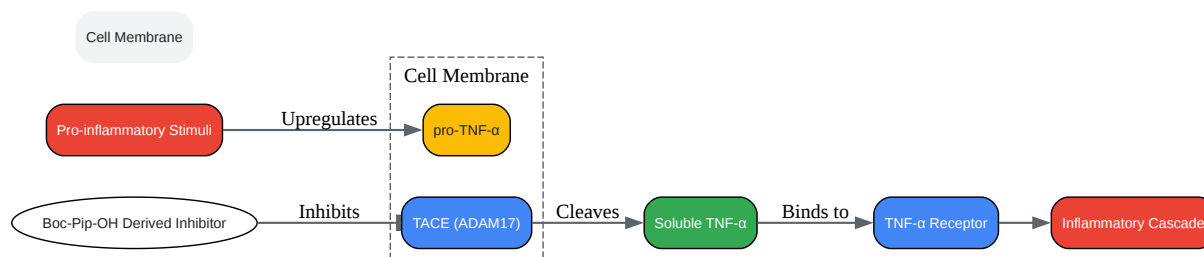 Cell Membrane
Cell Membrane
Pro-inflammatory Stimuli
Upregulates
pro-TNF-α
Boc-Pip-OH Derived Inhibitor
Inhibits
TACE (ADAM17)
Cleaves
Soluble TNF-α
Binds to
TNF-α Receptor
Inflammatory Cascade